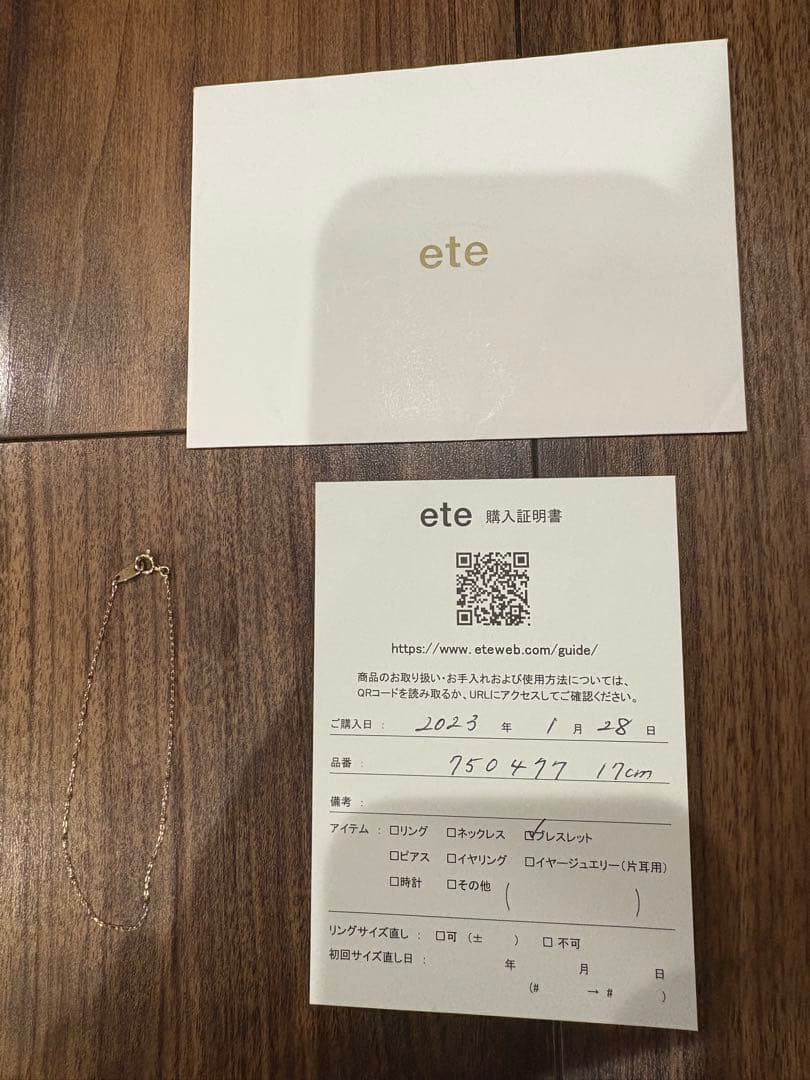 ete
ete 購入証明書
https://www.eteweb.com/guide/
商品のお取り扱い・お手入れおよび使用方法については、
QRコードを読み取るか、URLにアクセスしてご確認ください。
ご購入日 : 2023 年 1 月 28 日
品番 : 750477 17cm
備考 :
アイテム : □リング □ネックレス ☑ブレスレット
□ピアス □イヤリング □イヤージュエリー(片耳用)
□時計 □その他 ( )
リングサイズ直し : □可 (± ) □不可
初回サイズ直し日 : 年 月 日
(# → # )